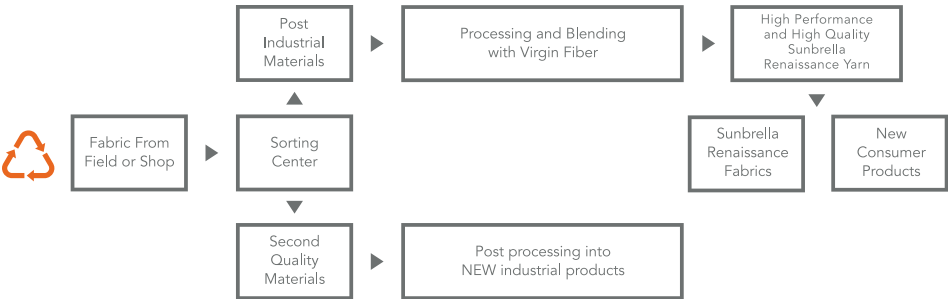 Post
Industrial
Materials
Processing and Blending
with Virgin Fiber
High Performance
and High Quality
Sunbrella
Renaissance Yarn
Fabric From
Field or Shop
Sorting
Center
Sunbrella
Renaissance
Fabrics
New
Consumer
Products
Second
Quality
Materials
Post processing into
NEW industrial products